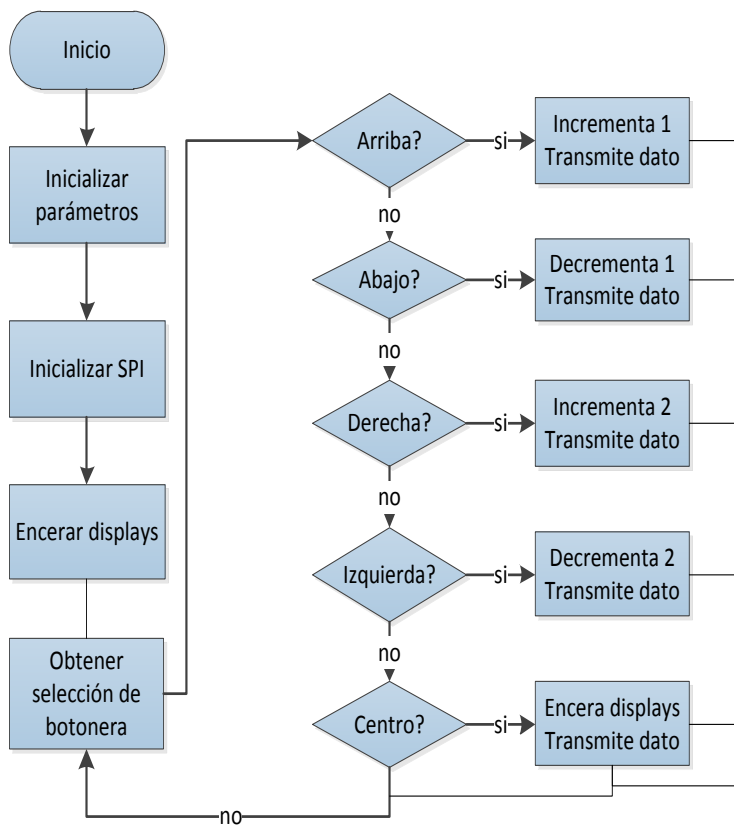 Inicio
Inicializar
parámetros
Inicializar SPI
Encerar displays
Obtener
selección de
botonera
Arriba?
si
Incrementa 1
Transmite dato
no
Abajo?
si
Decrementa 1
Transmite dato
no
Derecha?
si
Incrementa 2
Transmite dato
no
Izquierda?
si
Decrementa 2
Transmite dato
no
Centro?
si
Encera displays
Transmite dato
no